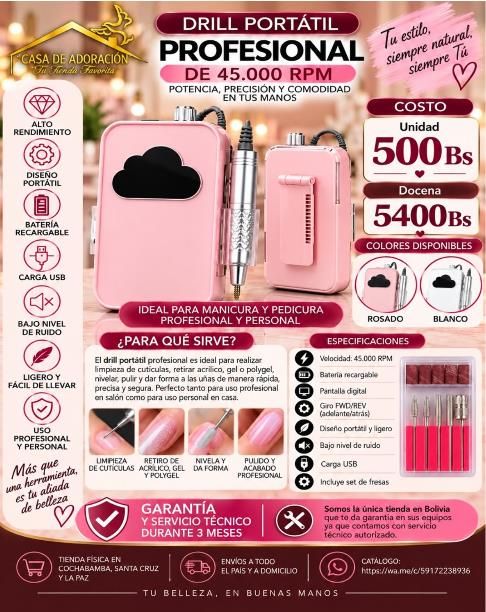 CASA DE ADORACIÓN
Tu Tienda Favorita
DRILL PORTÁTIL
PROFESIONAL
DE 45.000 RPM
POTENCIA, PRECISIÓN Y COMODIDAD
EN TUS MANOS
Tu estilo,
siempre natural,
siempre Tú
ALTO
RENDIMIENTO
DISEÑO
PORTÁTIL
BATERÍA
RECARGABLE
CARGA USB
BAJO NIVEL
DE RUIDO
LIGERO Y
FÁCIL DE LLEVAR
USO
PROFESIONAL
Y PERSONAL
Más que
una herramienta,
es tu aliada
de belleza
COSTO
Unidad
500Bs
Docena
5400Bs
COLORES DISPONIBLES
ROSADO
BLANCO
IDEAL PARA MANICURA Y PEDICURA
PROFESIONAL Y PERSONAL
¿PARA QUÉ SIRVE?
El drill portátil profesional es ideal para realizar
limpieza de cutículas, retirar acrílico, gel o polygel,
nivelar, pulir y dar forma a las uñas de manera rápida,
precisa y segura. Perfecto tanto para uso profesional
en salón como para uso personal en casa.
LIMPIEZA
DE CUTÍCULAS
RETIRO DE
ACRÍLICO, GEL
Y POLYGEL
NIVELA Y
DA FORMA
PULIDO Y
ACABADO
PROFESIONAL
ESPECIFICACIONES
Velocidad: 45.000 RPM
Batería recargable
Pantalla digital
Giro FWD/REV
(adelante/atrás)
Diseño portátil y ligero
Bajo nivel de ruido
Carga USB
Incluye set de fresas
GARANTÍA
Y SERVICIO TÉCNICO
DURANTE 3 MESES
Somos la única tienda en Bolivia
que te da garantía en sus equipos
ya que contamos con servicio
técnico autorizado.
TIENDA FÍSICA EN
COCHABAMBA, SANTA CRUZ
Y LA PAZ
ENVÍOS A TODO
EL PAÍS Y A DOMICILIO
CATÁLOGO:
https://wa.me/c/59172238936
TU BELLEZA, EN BUENAS MANOS